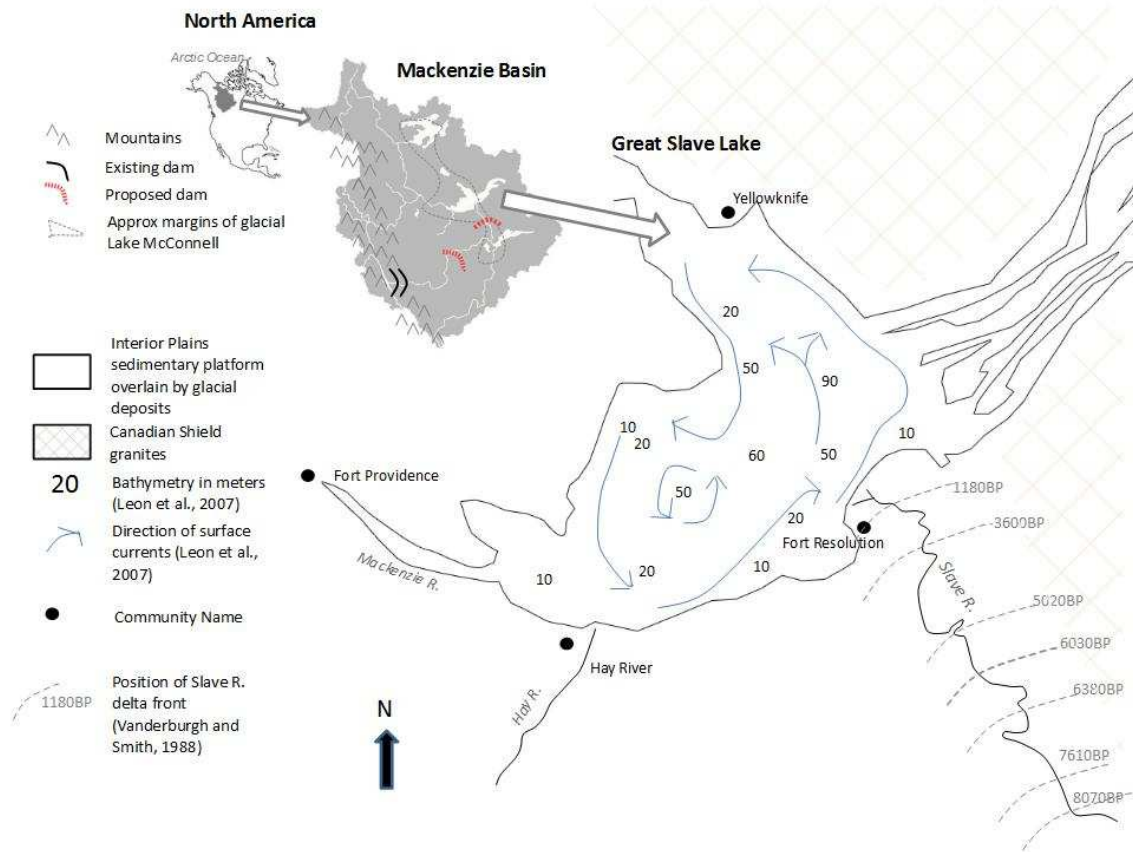 North America
Arctic Ocean
Mackenzie Basin
Mountains
Existing dam
Proposed dam
Approx margins of glacial
Lake McConnell
Great Slave Lake
Yellowknife
Interior Plains
sedimentary platform
overlain by glacial
deposits
Canadian Shield
granites
20
Bathymetry in meters
(Leon et al., 2007)
Direction of surface
currents (Leon et al.,
2007)
Community Name
1180BP
Position of Slave R.
delta front
(Vanderburgh and
Smith, 1988)
20
50
90
10
20
10
60
50
50
20
10
20
10
Fort Providence
Mackenzie R.
Hay River
Hay R.
N
Fort Resolution
Slave R.
1180BP
3600BP
5020BP
6030BP
6380BP
7610BP
8070BP